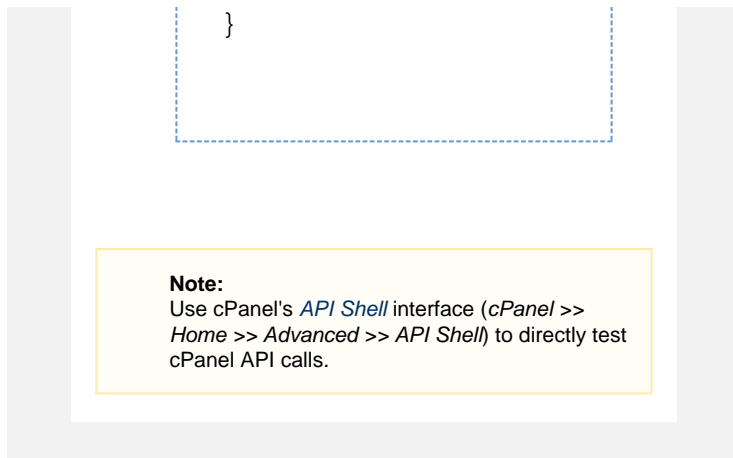 }
Note:
Use cPanel's API Shell interface (cPanel >>
Home >> Advanced >> API Shell) to directly test
cPanel API calls.